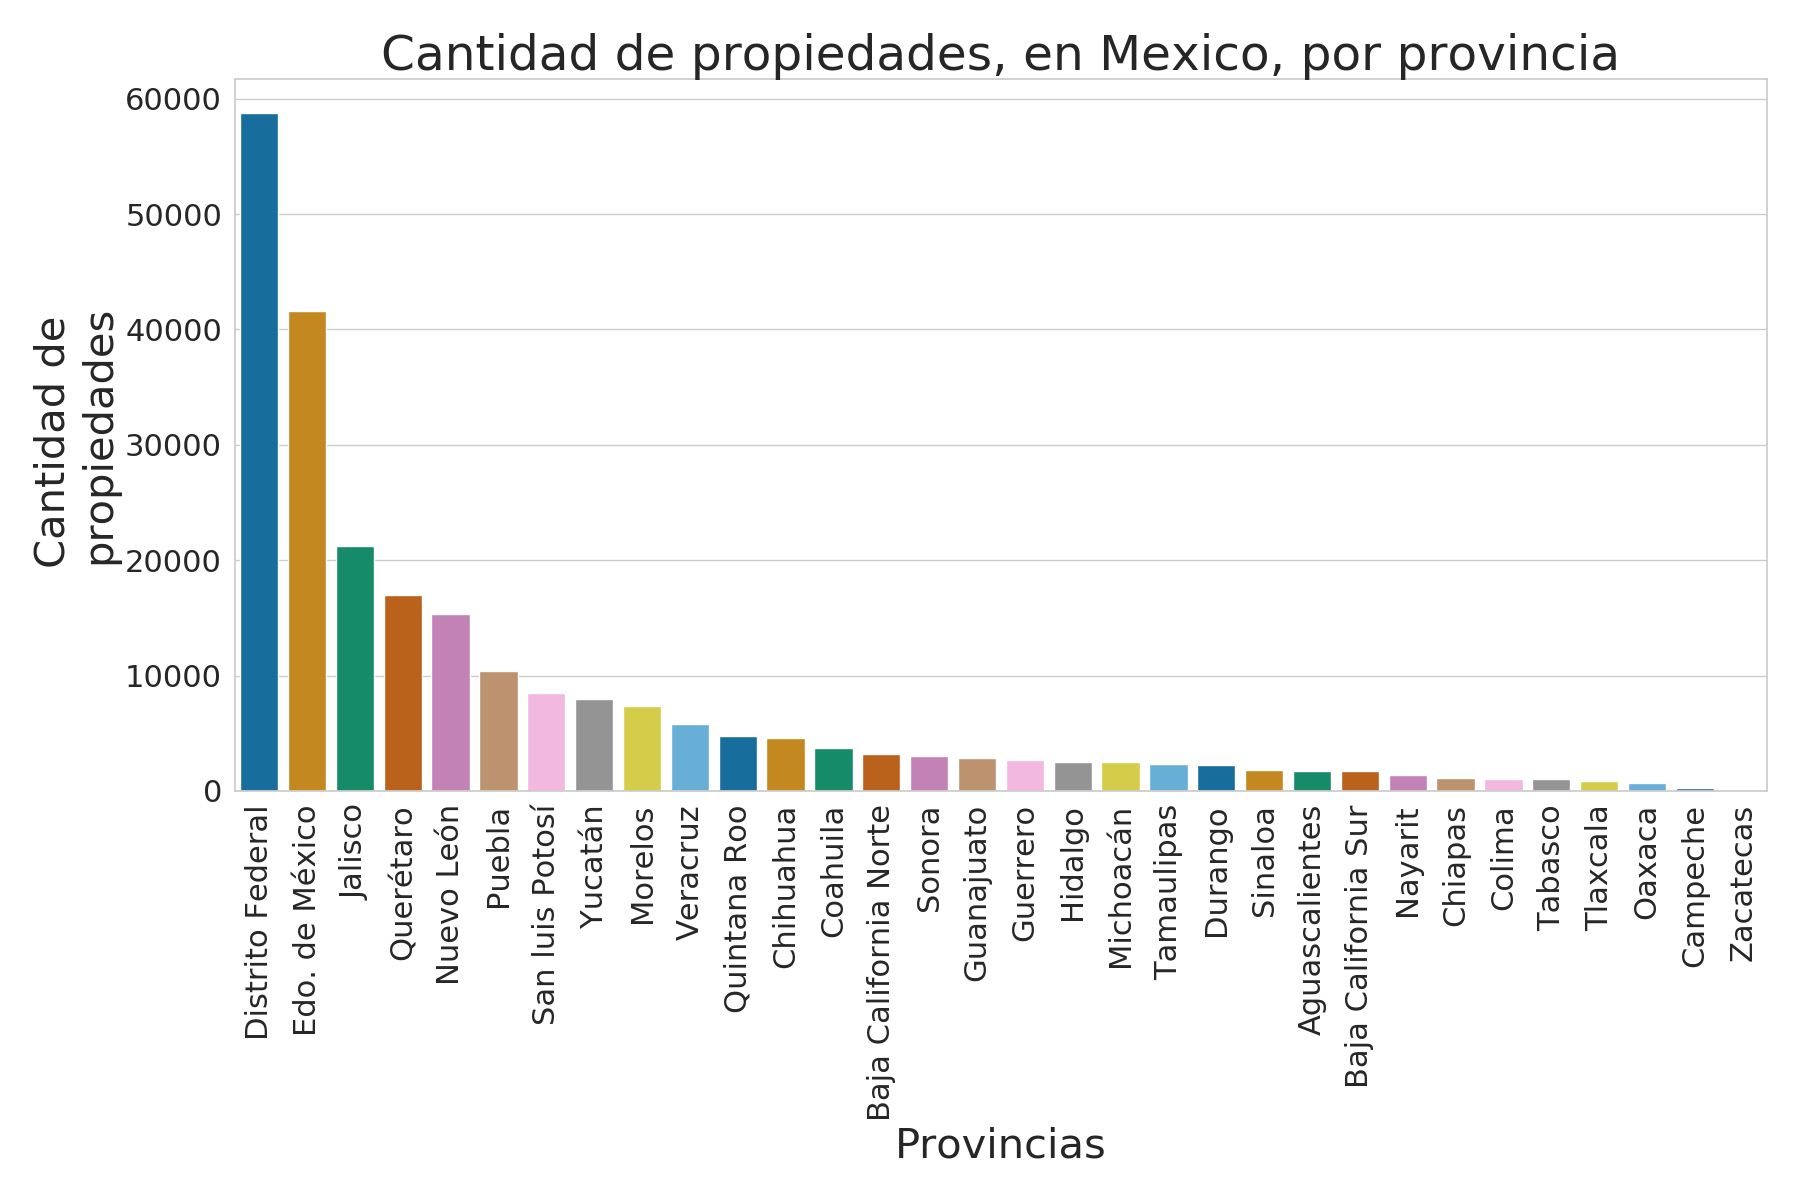 Cantidad de propiedades, en Mexico, por provincia
Cantidad de
propiedades
60000
50000
40000
30000
20000
10000
0
Distrito Federal
Edo. de México
Jalisco
Querétaro
Nuevo León
Puebla
San luis Potosí
Yucatán
Morelos
Veracruz
Quintana Roo
Chihuahua
Coahuila
Baja California Norte
Sonora
Guanajuato
Guerrero
Hidalgo
Michoacán
Tamaulipas
Durango
Sinaloa
Aguascalientes
Baja California Sur
Nayarit
Chiapas
Colima
Tabasco
Tlaxcala
Oaxaca
Campeche
Zacatecas
Provincias